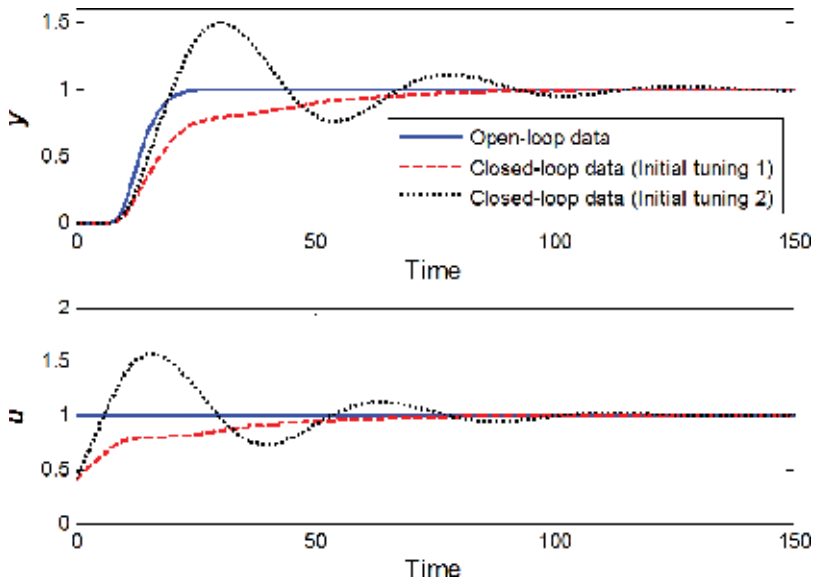 1.5
1
0.5
0
y
Open-loop data
Closed-loop data (Initial tuning 1)
Closed-loop data (Initial tuning 2)
0 50 100 150
Time
2
1.5
1
0.5
0
0 50 100 150
Time